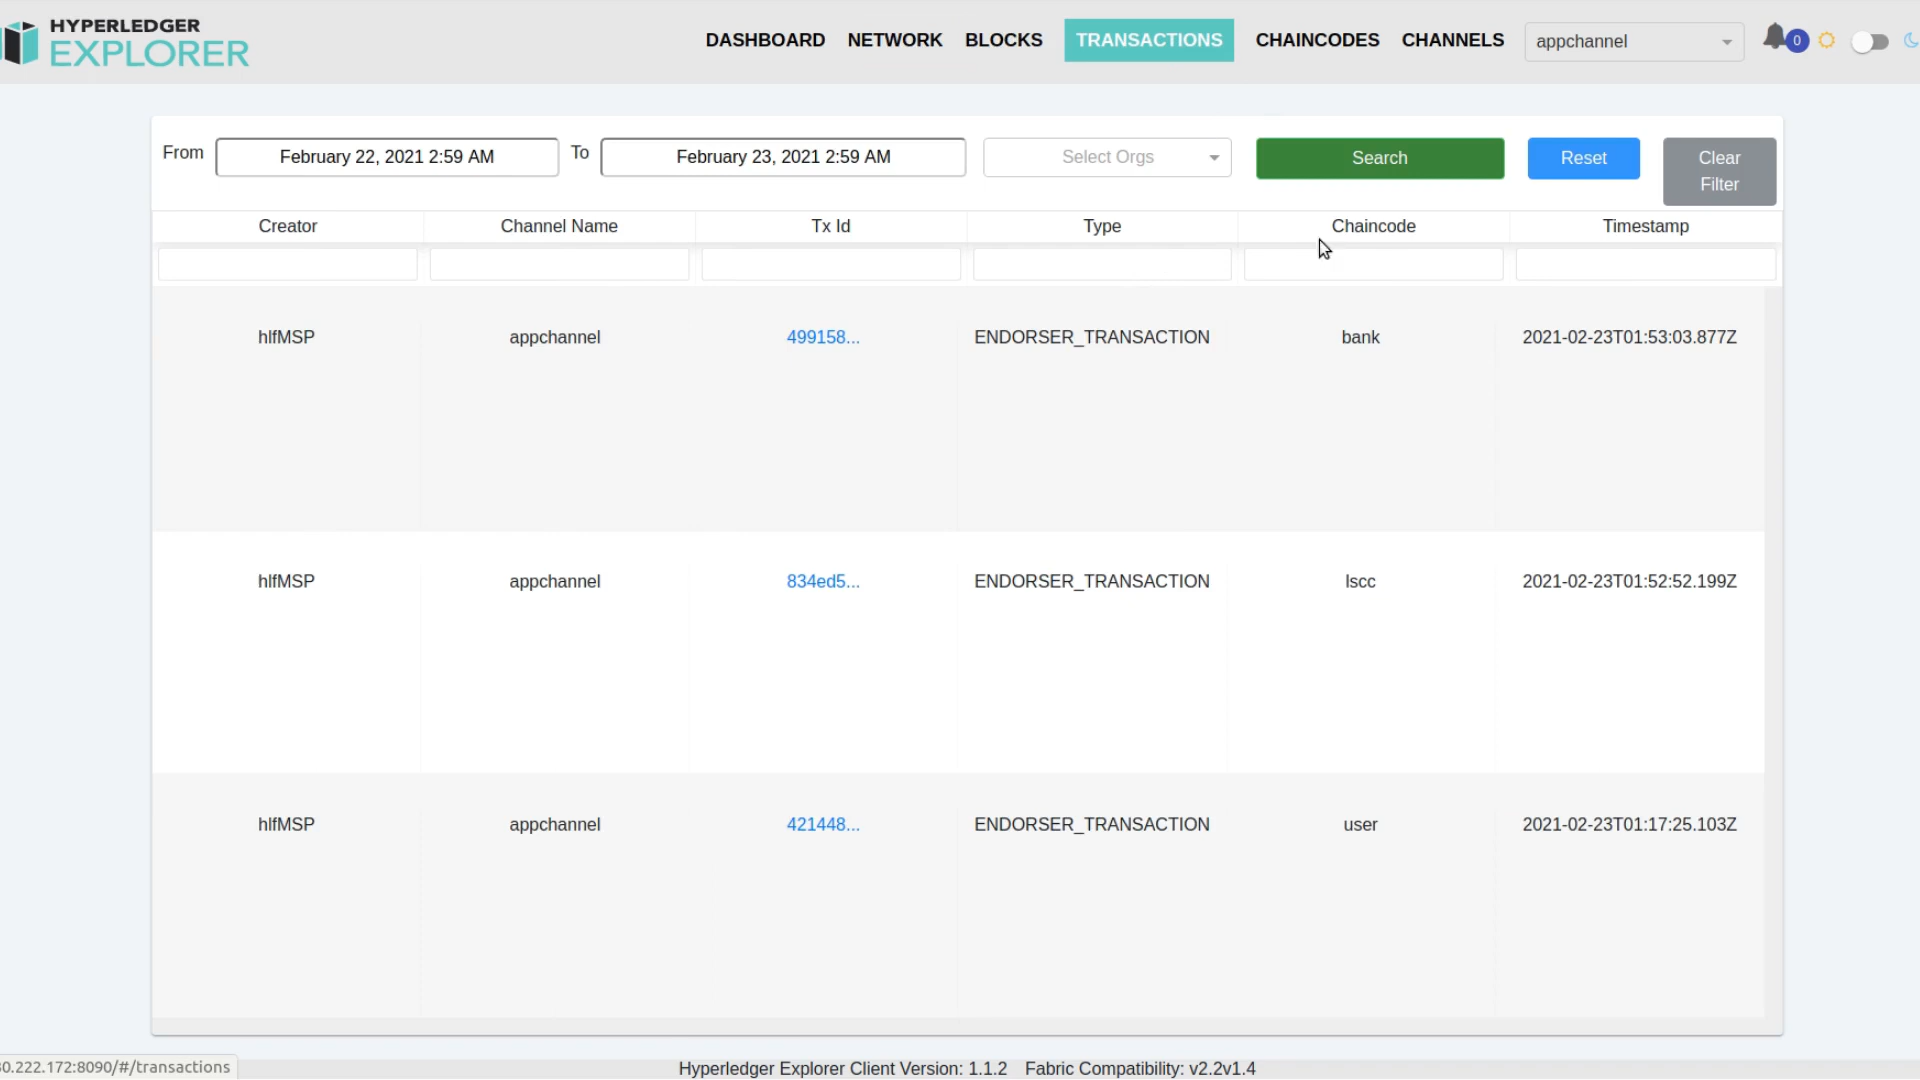 HYPERLEDGER
EXPLORER
DASHBOARD NETWORK BLOCKS TRANSACTIONS CHAINCODES CHANNELS appchannel 0
From February 22, 2021 2:59 AM To February 23, 2021 2:59 AM Select Orgs Search Reset Clear
Filter
Creator Channel Name Tx Id Type Chaincode Timestamp
hlfMSP appchannel 499158... ENDORSER_TRANSACTION bank 2021-02-23T01:53:03.877Z
hlfMSP appchannel 834ed5... ENDORSER_TRANSACTION lscc 2021-02-23T01:52:52.199Z
hlfMSP appchannel 421448... ENDORSER_TRANSACTION user 2021-02-23T01:17:25.103Z
0.222.172:8090/#/transactions
Hyperledger Explorer Client Version: 1.1.2 Fabric Compatibility: v2.2v1.4